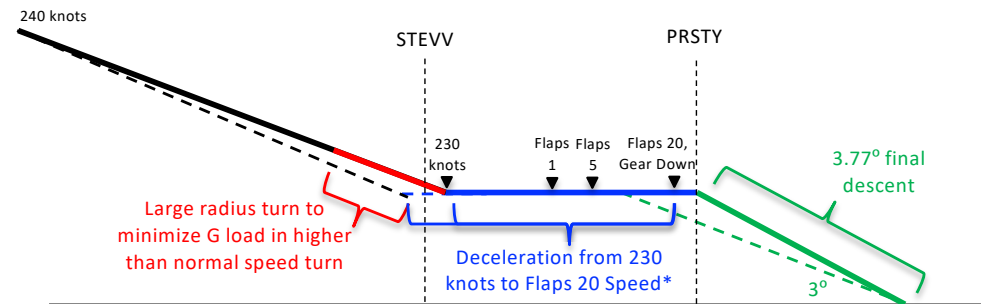 240 knots
STEVV
PRSTY
230
knots
Flaps
1
Flaps
5
Flaps 20,
Gear Down
3.77° final
descent
Large radius turn to
minimize G load in higher
than normal speed turn
Deceleration from 230
knots to Flaps 20 Speed*
3°